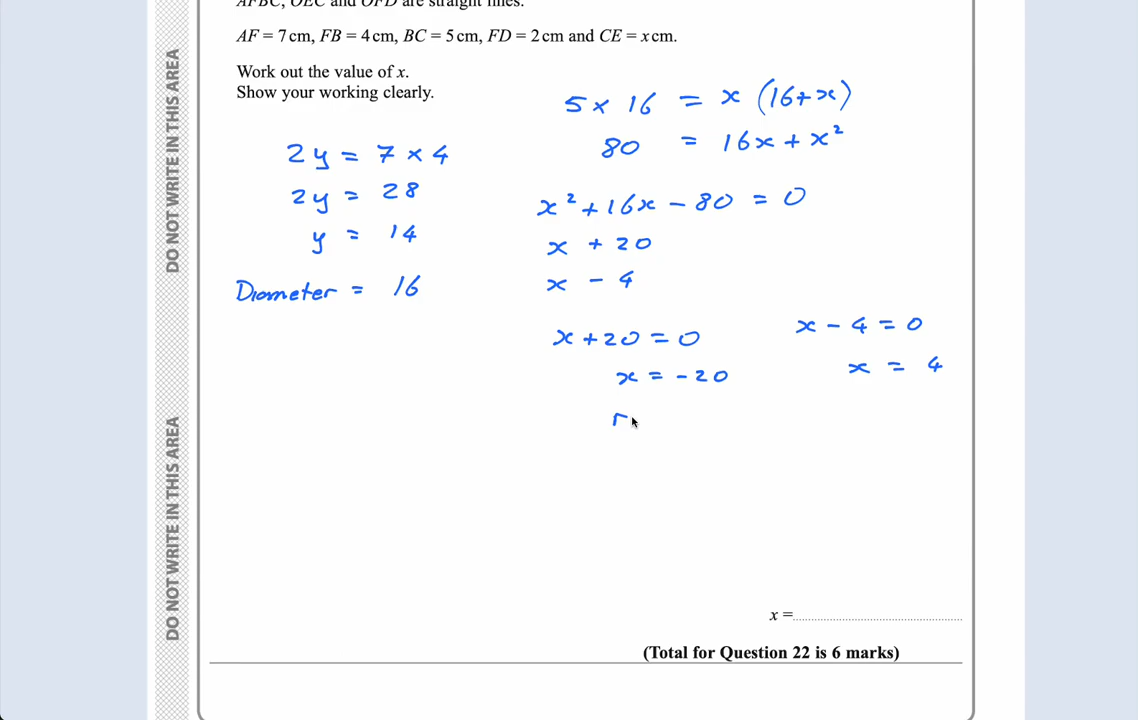 AFBC, OEC and OFD are straight lines.
AF = 7 cm, FB = 4 cm, BC = 5 cm, FD = 2 cm and CE = x cm.
Work out the value of x.
Show your working clearly.
5 × 16 = x (16+x)
80 = 16x + x²
2y = 7 × 4
2y = 28
y = 14
Diameter = 16
x² + 16x − 80 = 0
x + 20
x − 4
x + 20 = 0
x = −20
x − 4 = 0
x = 4
x =
(Total for Question 22 is 6 marks)
DO NOT WRITE IN THIS AREA
DO NOT WRITE IN THIS AREA